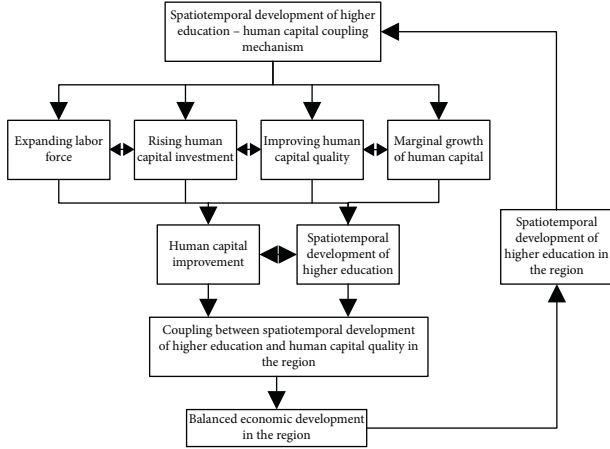 Spatiotemporal development of higher
education – human capital coupling
mechanism
Expanding labor
force
Rising human
capital investment
Improving human
capital quality
Marginal growth
of human capital
Human capital
improvement
Spatiotemporal
development of
higher education
Spatiotemporal
development of
higher education in
the region
Coupling between spatiotemporal development
of higher education and human capital quality in
the region
Balanced economic development
in the region